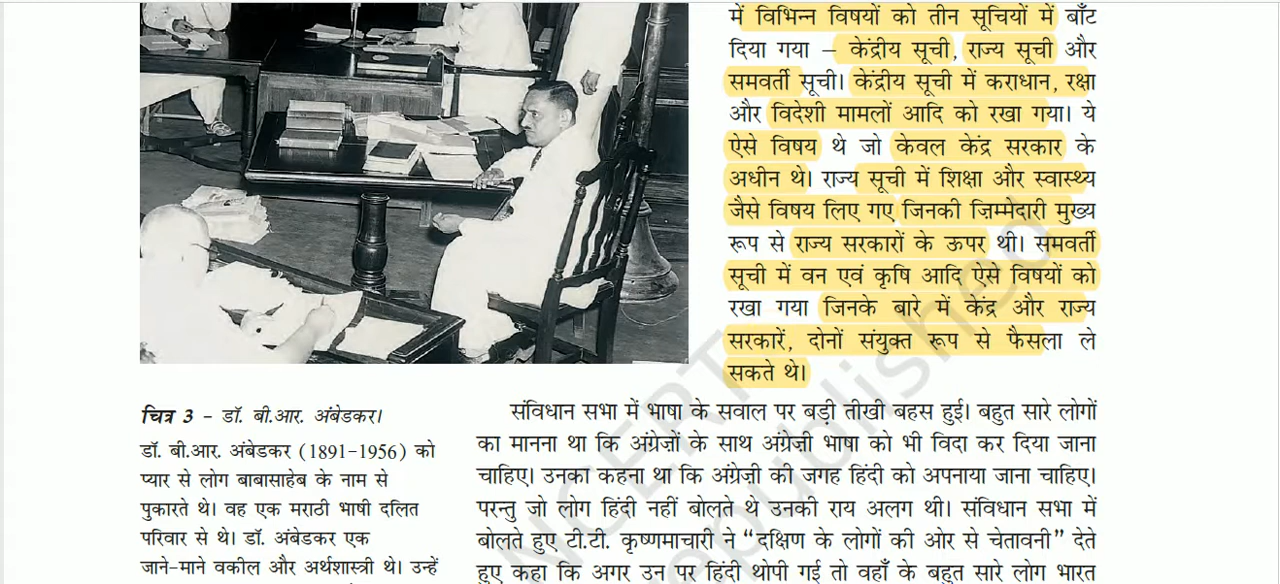 में विभिन्न विषयों को तीन सूचियों में बाँट
दिया गया – केंद्रीय सूची, राज्य सूची और
समवर्ती सूची। केंद्रीय सूची में कराधान, रक्षा
और विदेशी मामलों आदि को रखा गया। ये
ऐसे विषय थे जो केवल केंद्र सरकार के
अधीन थे। राज्य सूची में शिक्षा और स्वास्थ्य
जैसे विषय लिए गए जिनकी ज़िम्मेदारी मुख्य
रूप से राज्य सरकारों के ऊपर थी। समवर्ती
सूची में वन एवं कृषि आदि ऐसे विषयों को
रखा गया जिनके बारे में केंद्र और राज्य
सरकारें, दोनों संयुक्त रूप से फैसला ले
सकते थे।
चित्र 3 – डॉ. बी.आर. अंबेडकर।
डॉ. बी.आर. अंबेडकर (1891-1956) को
प्यार से लोग बाबासाहेब के नाम से
पुकारते थे। वह एक मराठी भाषी दलित
परिवार से थे। डॉ. अंबेडकर एक
जाने-माने वकील और अर्थशास्त्री थे। उन्हें
संविधान सभा में भाषा के सवाल पर बड़ी तीखी बहस हुई। बहुत सारे लोगों
का मानना था कि अंग्रेज़ों के साथ अंग्रेज़ी भाषा को भी विदा कर दिया जाना
चाहिए। उनका कहना था कि अंग्रेज़ी की जगह हिंदी को अपनाया जाना चाहिए।
परन्तु जो लोग हिंदी नहीं बोलते थे उनकी राय अलग थी। संविधान सभा में
बोलते हुए टी.टी. कृष्णमाचारी ने “दक्षिण के लोगों की ओर से चेतावनी” देते
हुए कहा कि अगर उन पर हिंदी थोपी गई तो वहाँ के बहुत सारे लोग भारत
NCERT
republished